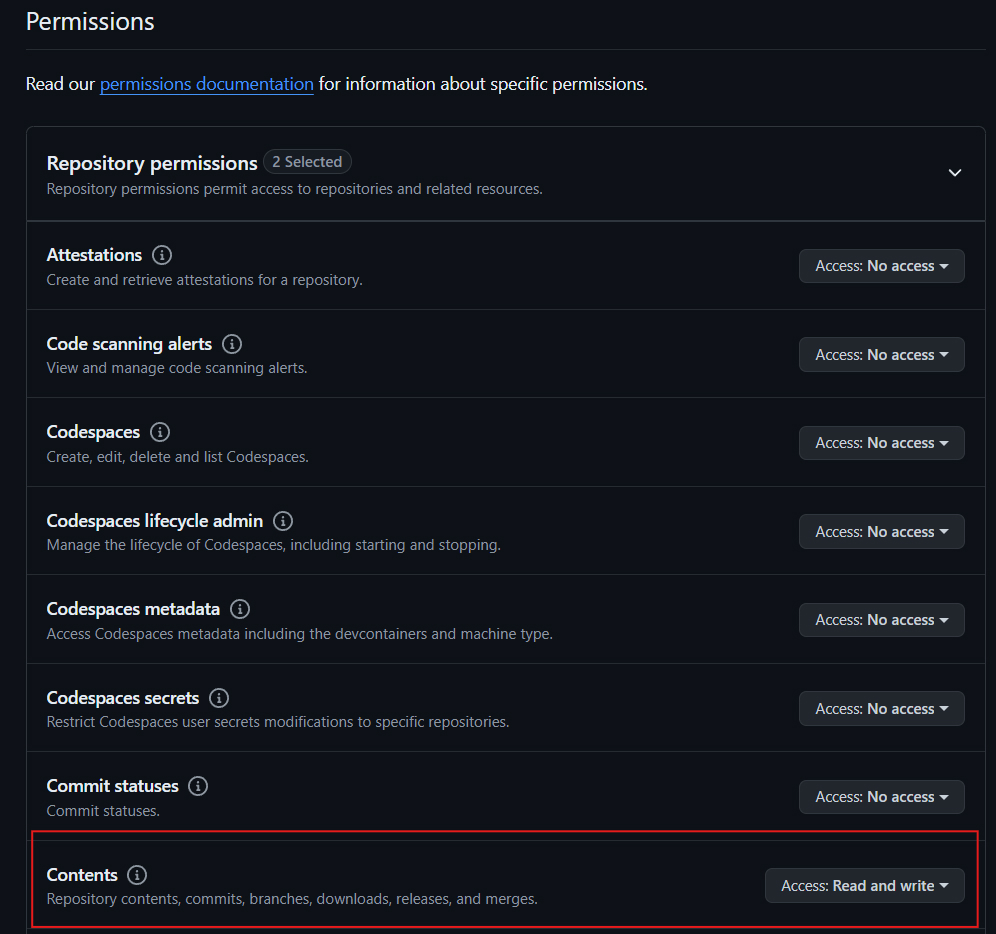 Permissions
Read our permissions documentation for information about specific permissions.
Repository permissions 2 Selected
Repository permissions permit access to repositories and related resources.
Attestations
Create and retrieve attestations for a repository.
Access: No access
Code scanning alerts
View and manage code scanning alerts.
Access: No access
Codespaces
Create, edit, delete and list Codespaces.
Access: No access
Codespaces lifecycle admin
Manage the lifecycle of Codespaces, including starting and stopping.
Access: No access
Codespaces metadata
Access Codespaces metadata including the devcontainers and machine type.
Access: No access
Codespaces secrets
Restrict Codespaces user secrets modifications to specific repositories.
Access: No access
Commit statuses
Commit statuses.
Access: No access
Contents
Repository contents, commits, branches, downloads, releases, and merges.
Access: Read and write